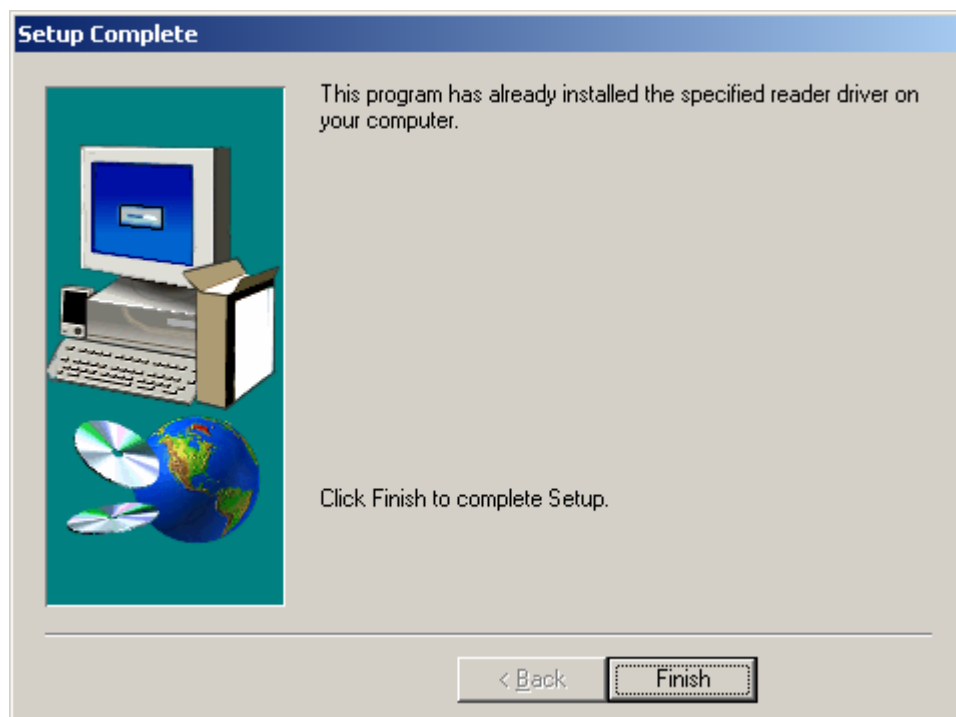 Setup Complete
This program has already installed the specified reader driver on
your computer.
Click Finish to complete Setup.
< Back
Finish